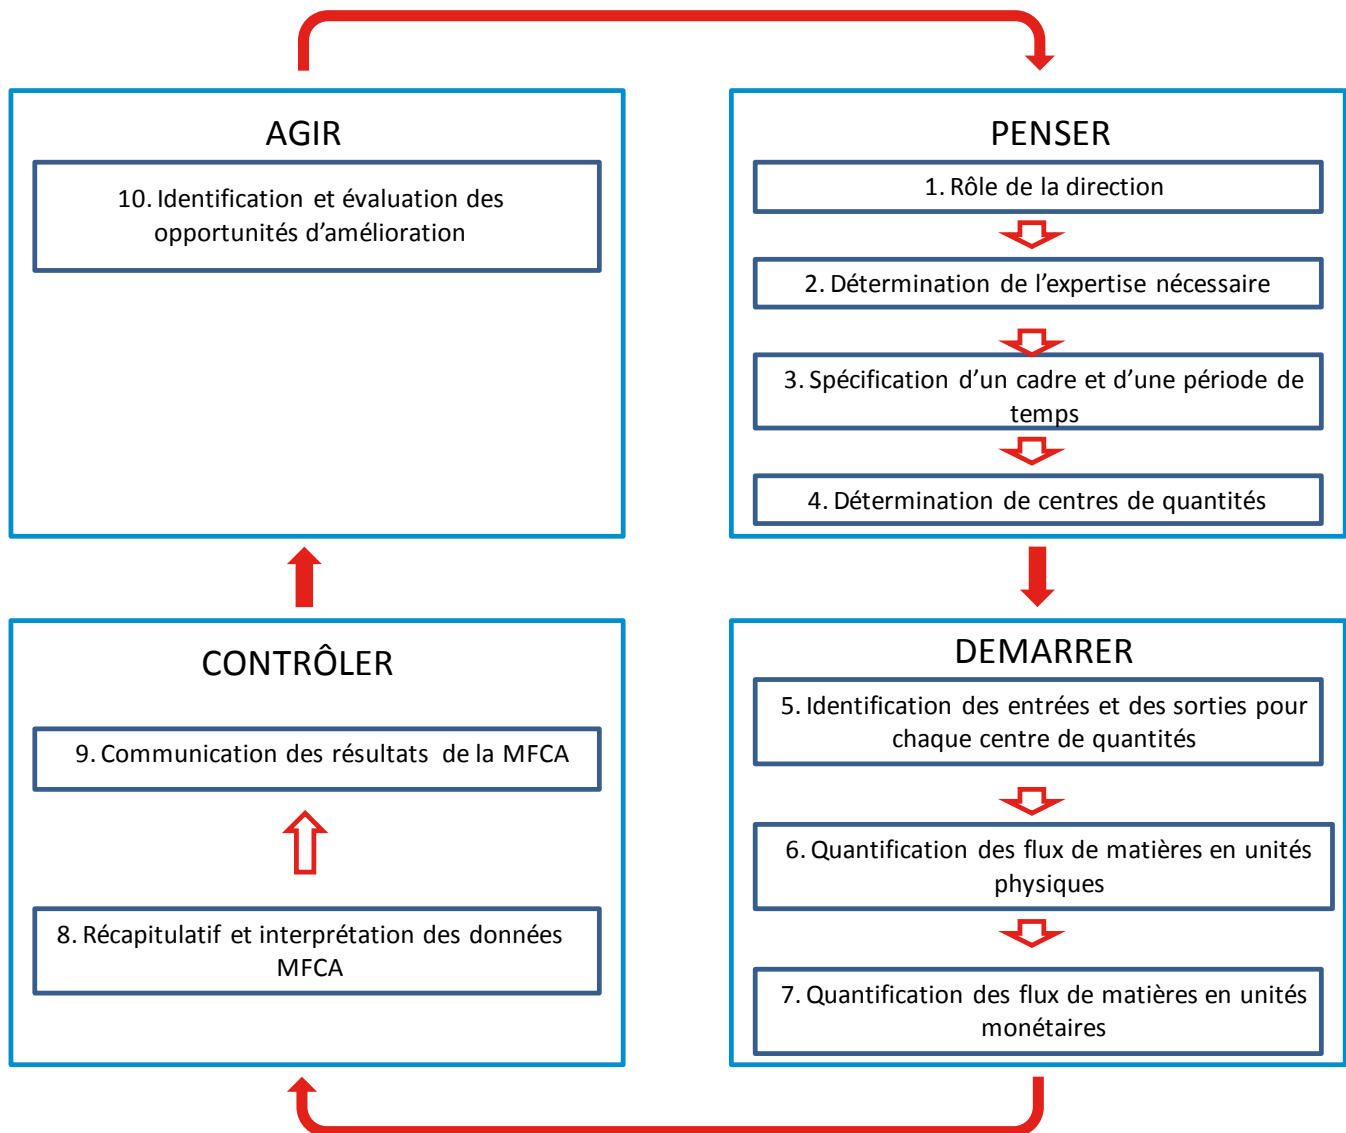 AGIR
10. Identification et évaluation des
opportunités d’amélioration
PENSER
1. Rôle de la direction
2. Détermination de l’expertise nécessaire
3. Spécification d’un cadre et d’une période de
temps
4. Détermination de centres de quantités
DEMARRER
5. Identification des entrées et des sorties pour
chaque centre de quantités
6. Quantification des flux de matières en unités
physiques
7. Quantification des flux de matières en unités
monétaires
CONTRÔLER
9. Communication des résultats de la MFCA
8. Récapitulatif et interprétation des données
MFCA